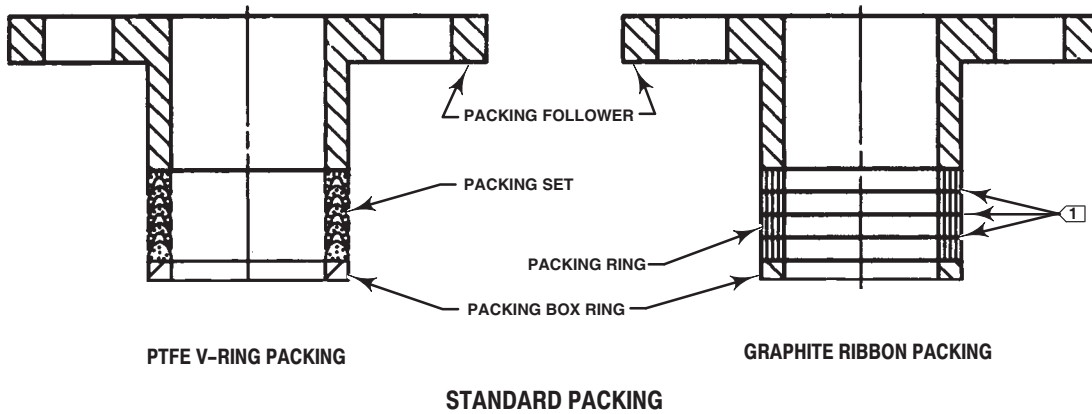 PACKING FOLLOWER
PACKING SET
1
PACKING RING
PACKING BOX RING
PTFE V-RING PACKING
GRAPHITE RIBBON PACKING
STANDARD PACKING